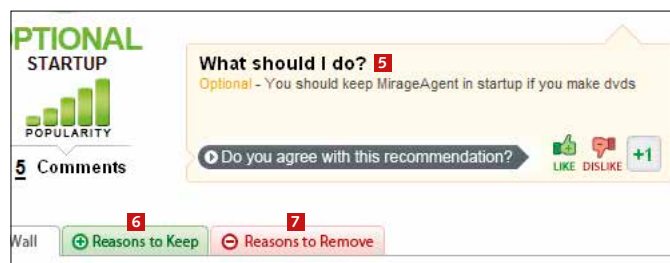 OPTIONAL
STARTUP
POPULARITY
5 Comments
What should I do? 5
Optional - You should keep MirageAgent in startup if you make dvds
Do you agree with this recommendation?
LIKE DISLIKE +1
6 7
Wall Reasons to Keep Reasons to Remove